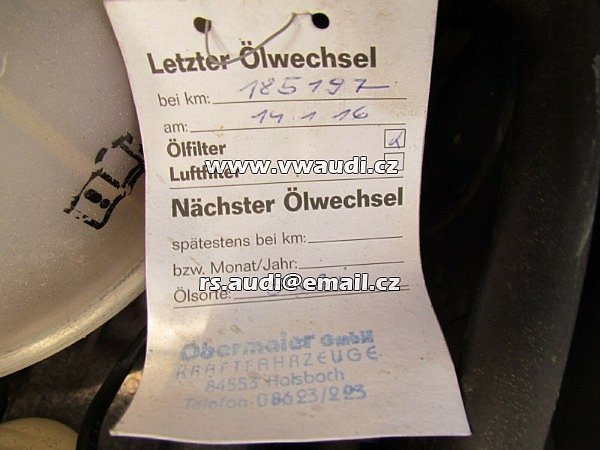 Letzter Ölwechsel
bei km: 185197
am: 14 1 16
Ölfilter
www.vwaudi.cz
Luftfilter
Nächster Ölwechsel
spätestens bei km:
bzw. Monat/Jahr:
rs.audi@email.cz
Ölsorte:
Obermaier GmbH
KRAFTFAHRZEUGE
84553 Halsbach
Telefon 08623/223